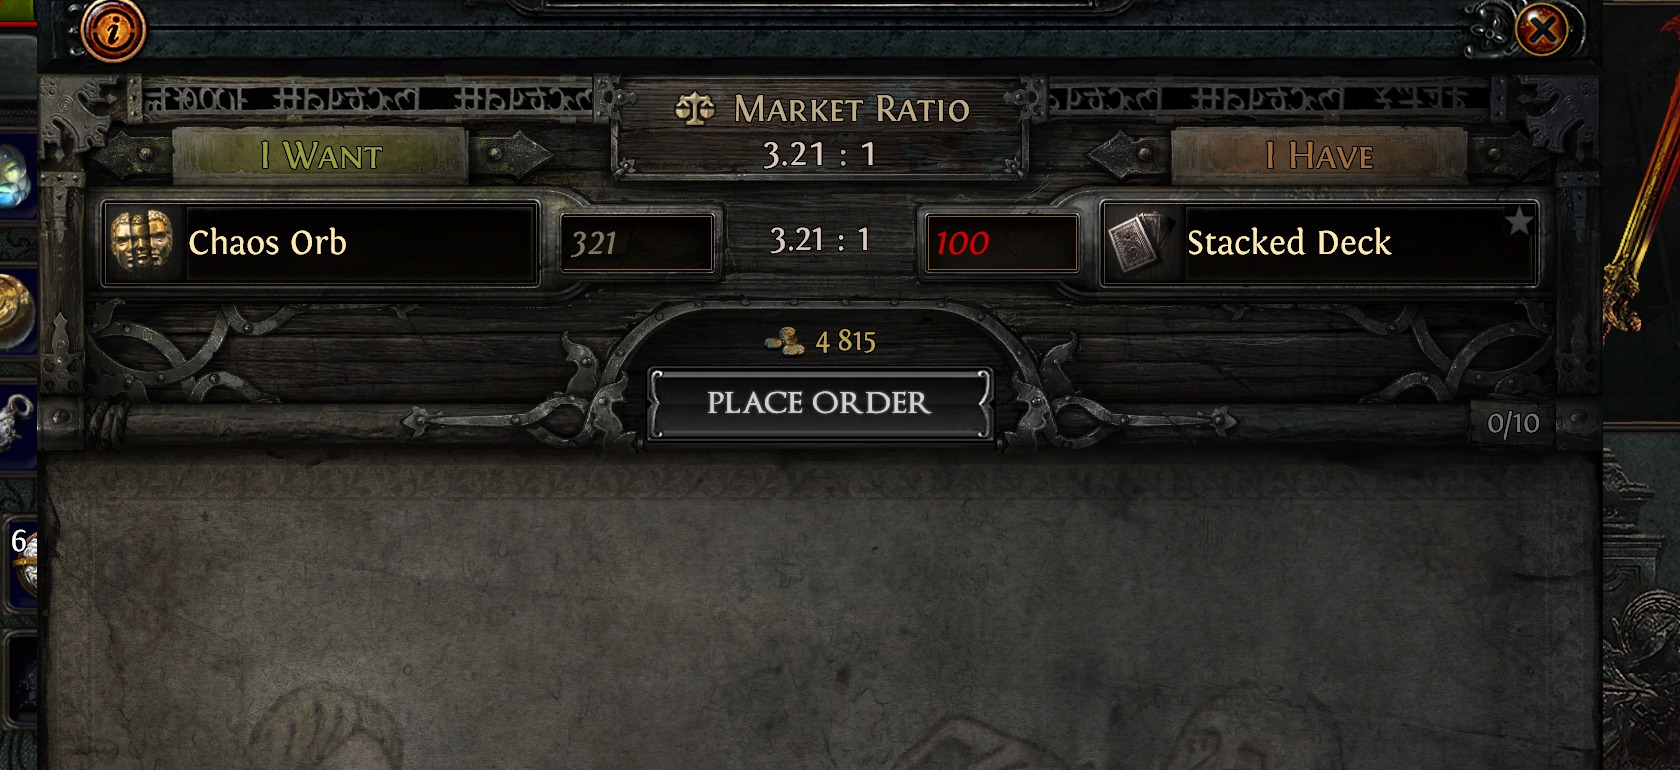 Market Ratio
3.21 : 1
I Want
I Have
Chaos Orb
321
3.21 : 1
100
Stacked Deck
4 815
PLACE ORDER
0/10
6